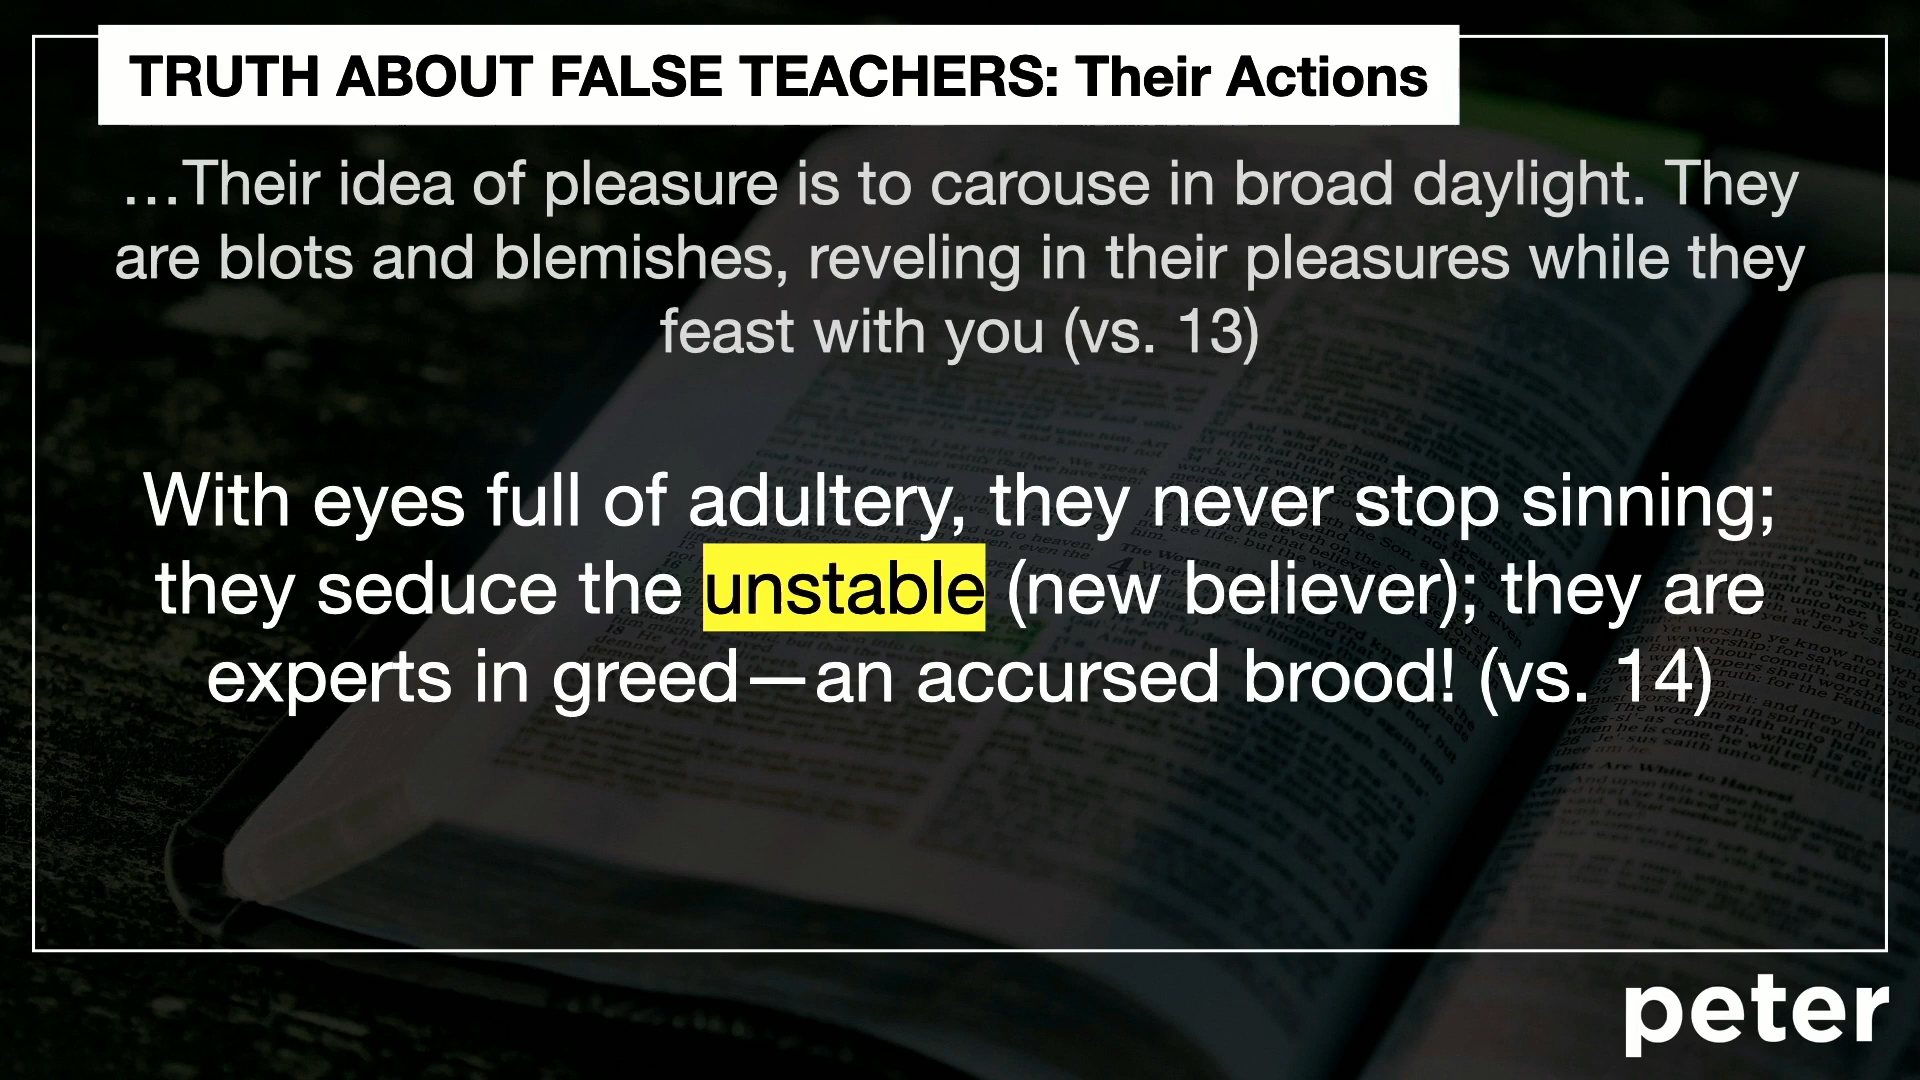 TRUTH ABOUT FALSE TEACHERS: Their Actions
…Their idea of pleasure is to carouse in broad daylight. They
are blots and blemishes, reveling in their pleasures while they
feast with you (vs. 13)
With eyes full of adultery, they never stop sinning;
they seduce the unstable (new believer); they are
experts in greed—an accursed brood! (vs. 14)
peter